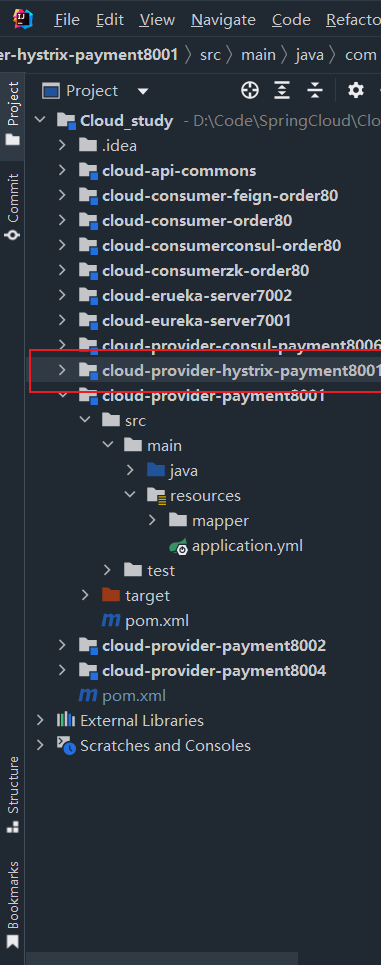 File Edit View Navigate Code Refacto
er-hystrix-payment8001 〉 src 〉 main 〉 java 〉 com
Project
Project
Commit
Cloud_study - D:\Code\SpringCloud\Clo
.idea
cloud-api-commons
cloud-consumer-feign-order80
cloud-consumer-order80
cloud-consumerconsul-order80
cloud-consumerzk-order80
cloud-erueka-server7002
cloud-eureka-server7001
cloud-provider-consul-payment8006
cloud-provider-hystrix-payment8001
cloud-provider-payment8001
src
main
java
resources
mapper
application.yml
test
target
pom.xml
cloud-provider-payment8002
cloud-provider-payment8004
pom.xml
External Libraries
Scratches and Consoles
Structure
Bookmarks